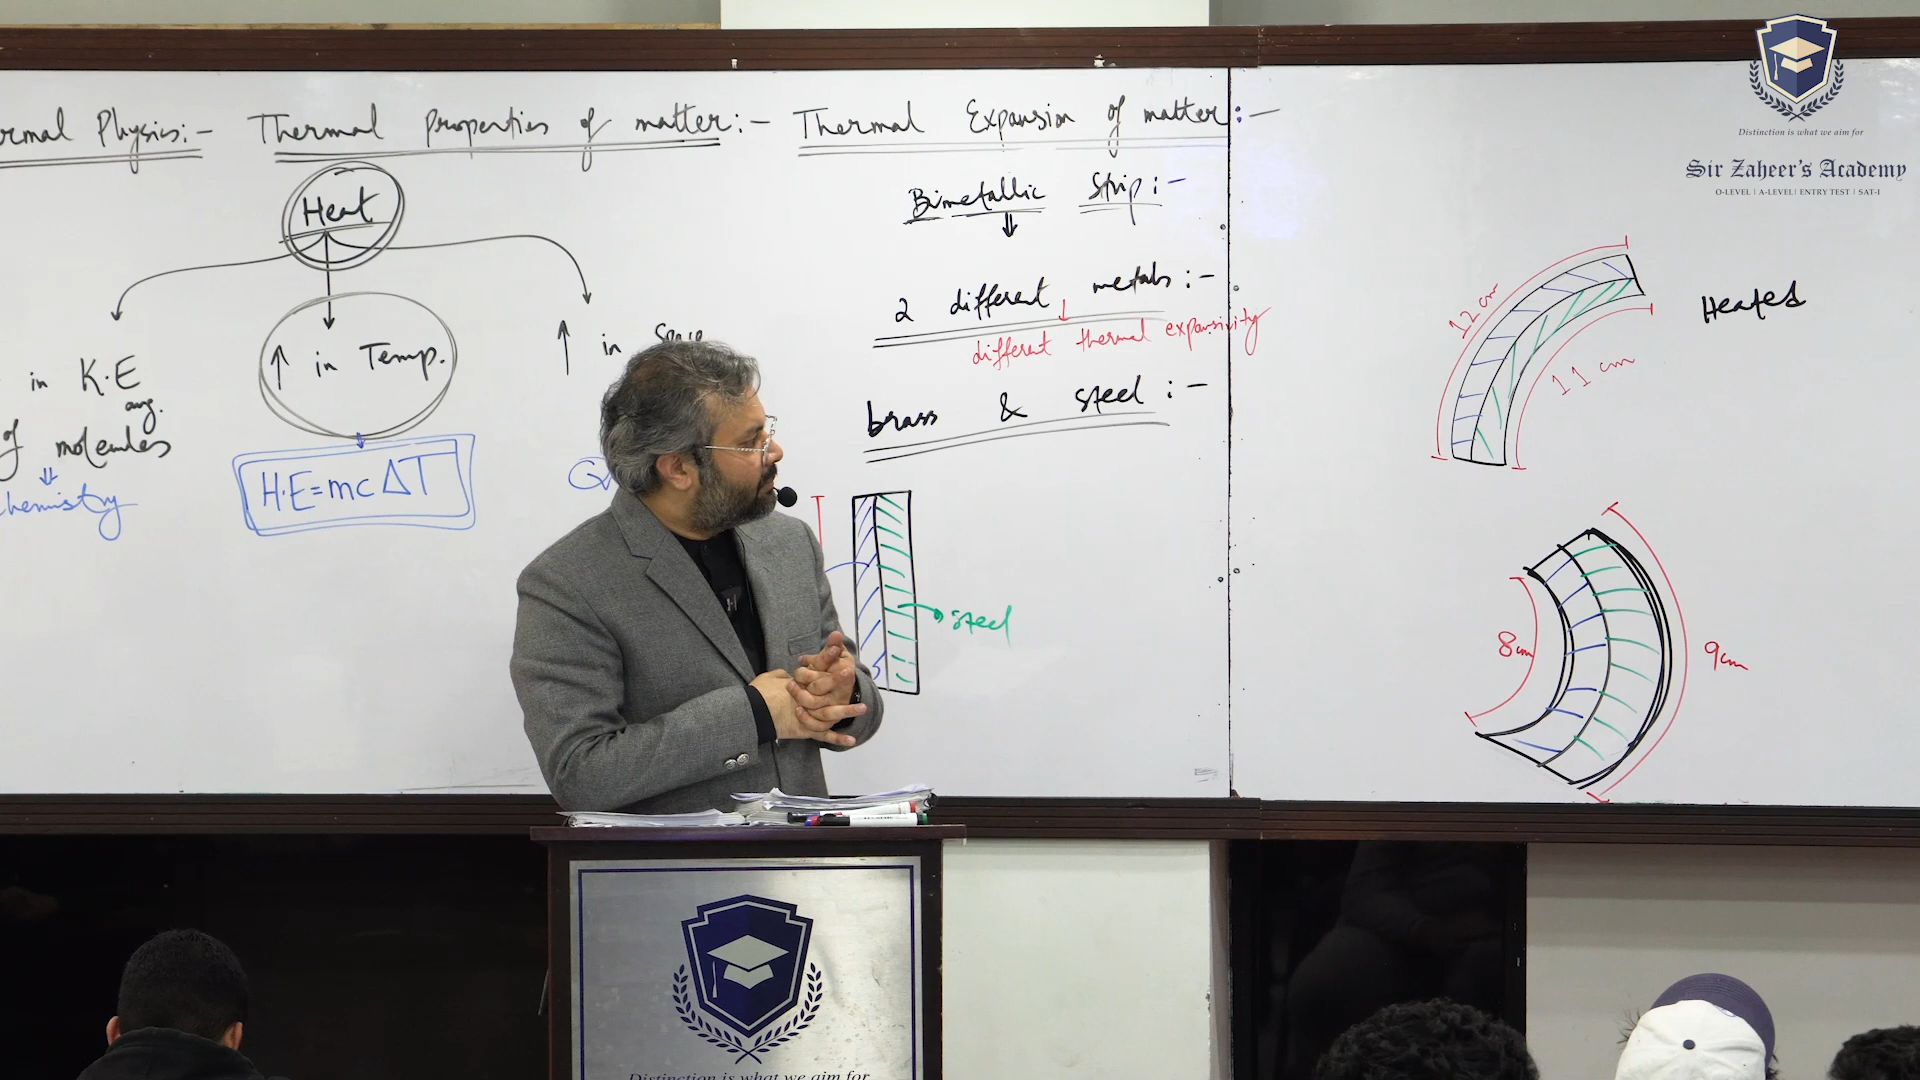 Physics:-
Thermal Properties of matter:-
Thermal Expansion of matter:-
Heat
in K.E
avg.
of molecules
chemistry
↑ in Temp.
H.E=mcΔT
↑ in
Bimetallic Strip:-
2 different metals:-
different thermal expansivity
brass & steel:-
steel
12 cm
11 cm
Heated
8cm
9cm
Distinction is what we aim for
Sir Zaheer's Academy
O-LEVEL | A-LEVEL | ENTRY TEST | SAT-I
Distinction is what we aim for